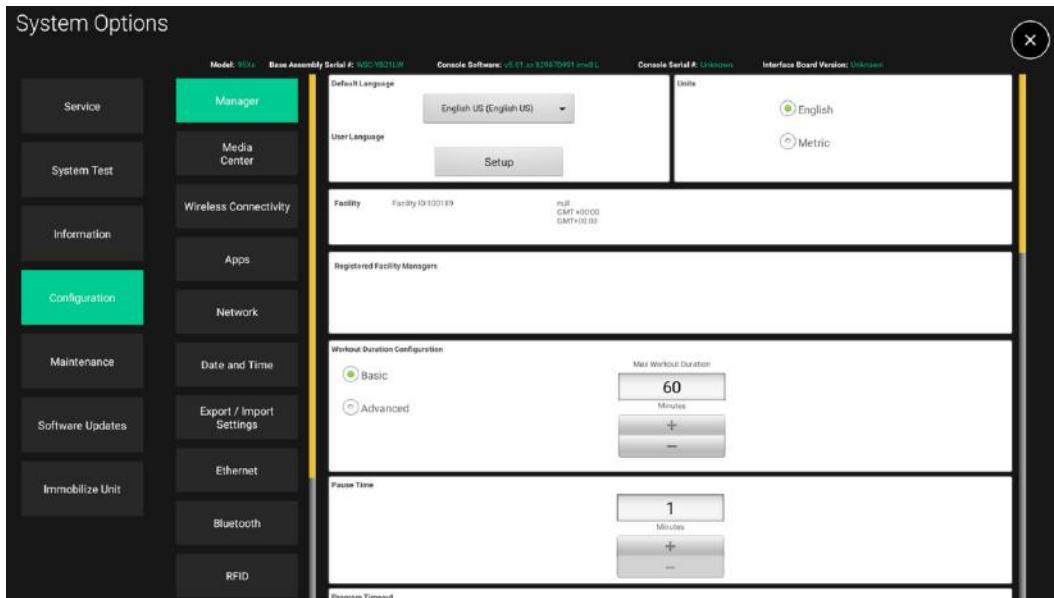 System Options
Model: 95Xa Base Assembly Serial #: Console Software: Console Serial #: Unknown Interface Board Version: Unknown
Service
System Test
Information
Configuration
Maintenance
Software Updates
Immobilize Unit
Manager
Media
Center
Wireless Connectivity
Apps
Network
Date and Time
Export / Import
Settings
Ethernet
Bluetooth
RFID
Default Language
English US (English US)
User Language
Setup
Units
English
Metric
Facility Facility ID:100189 null
GMT +00:00
GMT+00:00
Registered Facility Managers
Workout Duration Configuration
Basic
Advanced
Max Workout Duration
60
Minutes
+
−
Pause Time
1
Minutes
+
−
Program Timeout